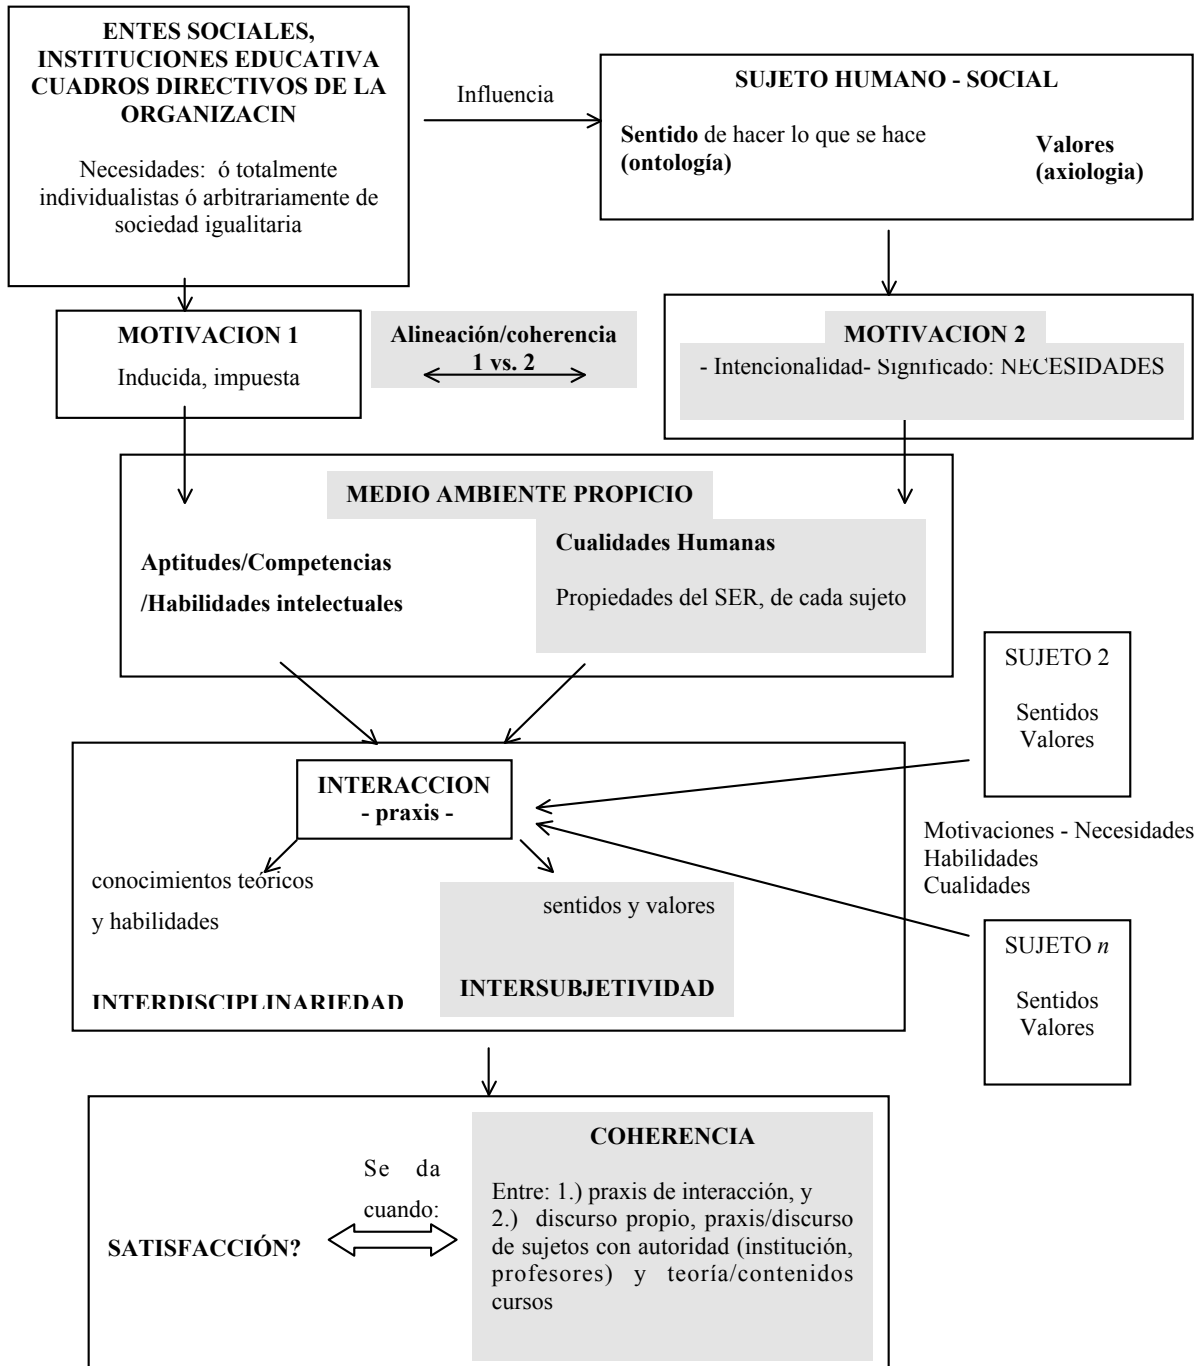 ENTES SOCIALES,
INSTITUCIONES EDUCATIVA
CUADROS DIRECTIVOS DE LA
ORGANIZACIN
Necesidades: ó totalmente
individualistas ó arbitrariamente de
sociedad igualitaria
Influencia
SUJETO HUMANO - SOCIAL
Sentido de hacer lo que se hace
(ontología)
Valores
(axiologia)
MOTIVACION 1
Inducida, impuesta
Alineación/coherencia
1 vs. 2
MOTIVACION 2
- Intencionalidad- Significado: NECESIDADES
MEDIO AMBIENTE PROPICIO
Aptitudes/Competencias
/Habilidades intelectuales
Cualidades Humanas
Propiedades del SER, de cada sujeto
SUJETO 2
Sentidos
Valores
INTERACCION
- praxis -
Motivaciones - Necesidades
Habilidades
Cualidades
conocimientos teóricos
y habilidades
sentidos y valores
INTERDISCIPLINARIEDAD
INTERSUBJETIVIDAD
SUJETO n
Sentidos
Valores
SATISFACCIÓN?
Se da
cuando:
COHERENCIA
Entre: 1.) praxis de interacción, y
2.) discurso propio, praxis/discurso
de sujetos con autoridad (institución,
profesores) y teoría/contenidos
cursos